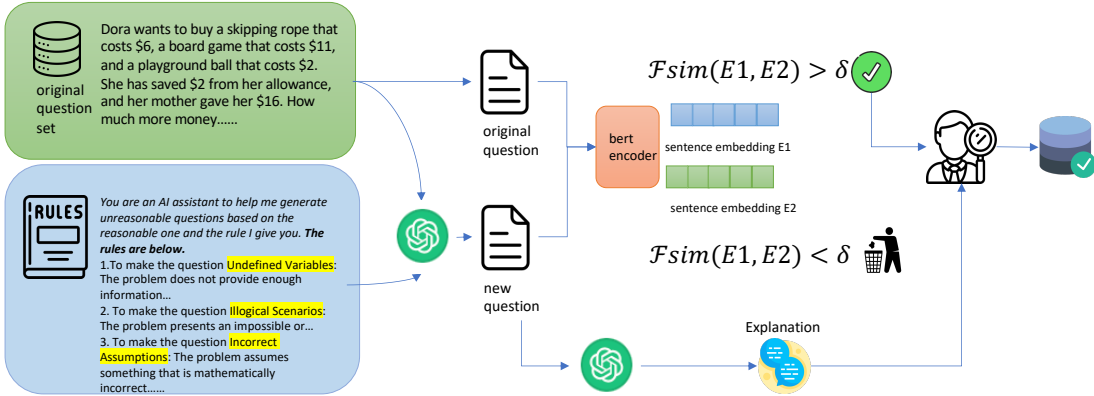 Dora wants to buy a skipping rope that
costs $6, a board game that costs $11,
and a playground ball that costs $2.
She has saved $2 from her allowance,
and her mother gave her $16. How
much more money......
original
question
set
RULES
You are an AI assistant to help me generate
unreasonable questions based on the
reasonable one and the rule I give you. The
rules are below.
1.To make the question Undefined Variables:
The problem does not provide enough
information...
2. To make the question Illogical Scenarios:
The problem presents an impossible or...
3. To make the question Incorrect
Assumptions: The problem assumes
something that is mathematically
incorrect......
original
question
new
question
bert
encoder
ℱsim(E1, E2) > δ
sentence embedding E1
sentence embedding E2
ℱsim(E1, E2) < δ
Explanation